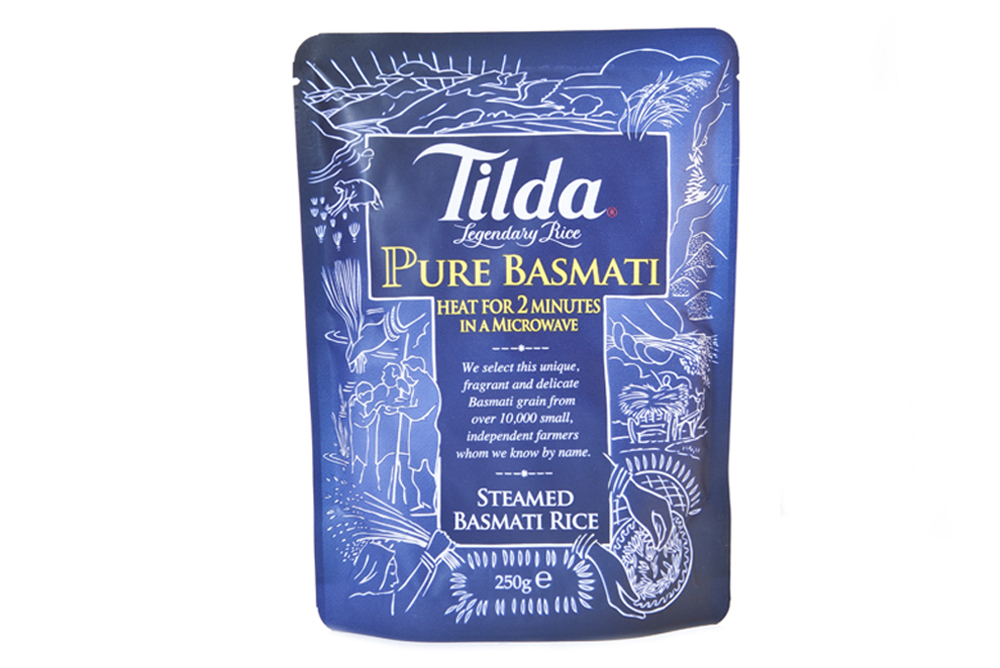 Tilda®
Legendary Rice
PURE BASMATI
HEAT FOR 2 MINUTES
IN A MICROWAVE
We select this unique,
fragrant and delicate
Basmati grain from
over 10,000 small,
independent farmers
whom we know by name.
STEAMED
BASMATI RICE
250g e